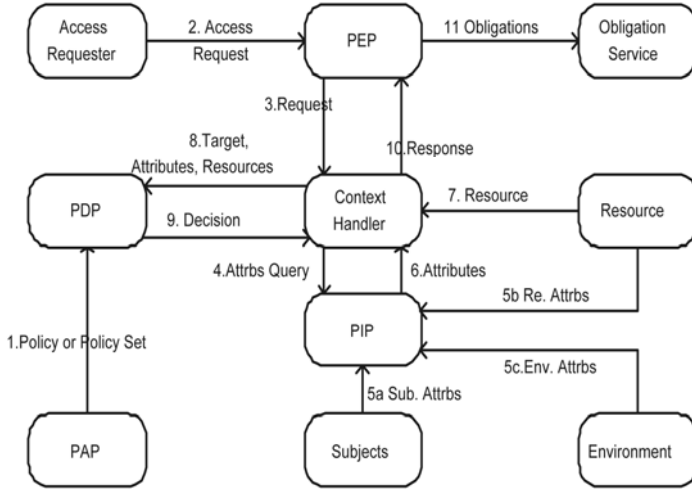 Access
Requester
2. Access
Request
PEP
11 Obligations
Obligation
Service
3.Request
8.Target,
Attributes, Resources
10.Response
PDP
9. Decision
Context
Handler
7. Resource
Resource
4.Attrbs Query
6.Attributes
5b Re. Attrbs
1.Policy or Policy Set
PIP
5c.Env. Attrbs
5a Sub. Attrbs
PAP
Subjects
Environment